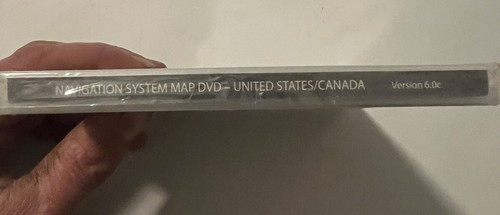 NAVIGATION SYSTEM MAP DVD – UNITED STATES/CANADA Version 6.0c